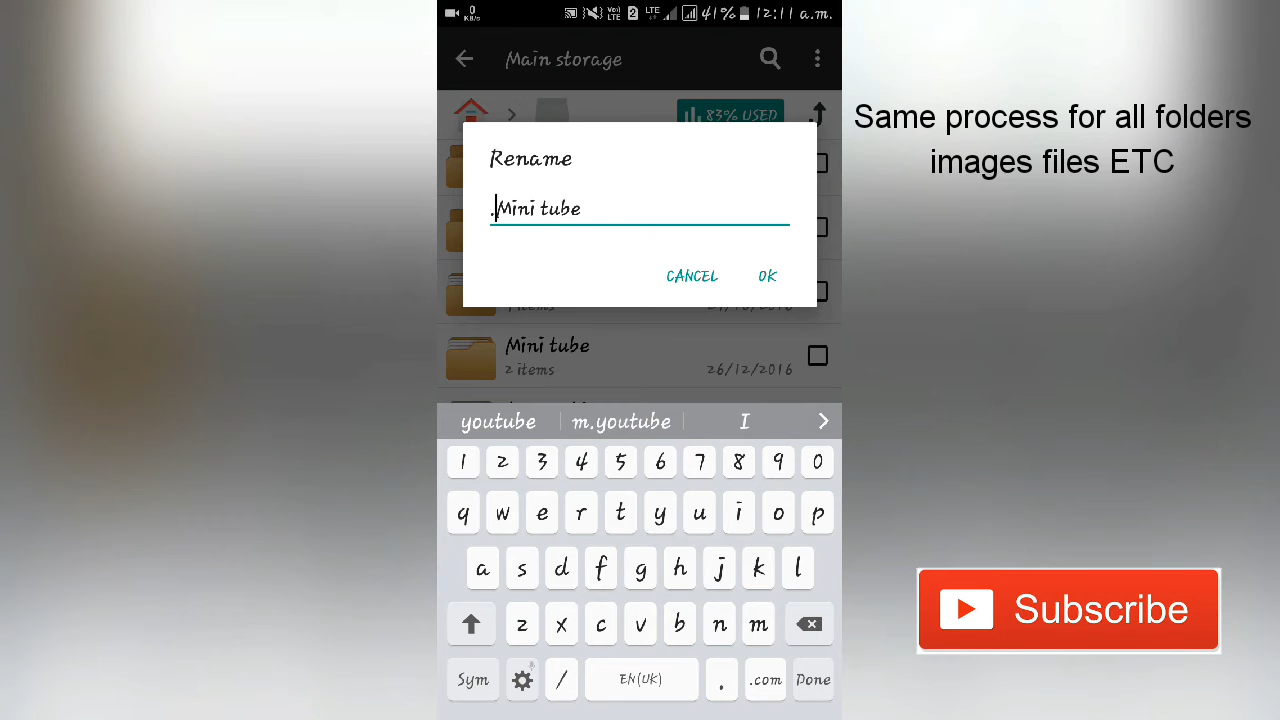 0
KB/s
VoI LTE 2 LTE 41% 12:11 a.m.
Main storage
83% USED
Same process for all folders
images files ETC
Rename
.Mini tube
CANCEL OK
Mini tube
2 items 26/12/2016
youtube m.youtube I
1 2 3 4 5 6 7 8 9 0
q w e r t y u i o p
a s d f g h j k l
z x c v b n m
Sym / EN(UK) . .com Done
Subscribe